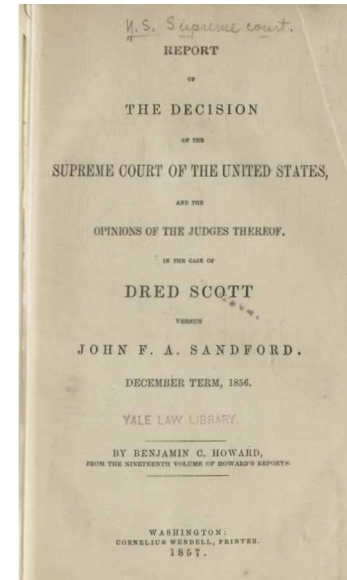 U.S. Supreme court.
REPORT
OF
THE DECISION
OF THE
SUPREME COURT OF THE UNITED STATES,
AND THE
OPINIONS OF THE JUDGES THEREOF,
IN THE CASE OF
DRED SCOTT
VERSUS
JOHN F. A. SANDFORD.
DECEMBER TERM, 1856.
YALE LAW LIBRARY.
BY BENJAMIN C. HOWARD,
FROM THE NINETEENTH VOLUME OF HOWARD'S REPORTS.
WASHINGTON:
CORNELIUS WENDELL, PRINTER.
1857.